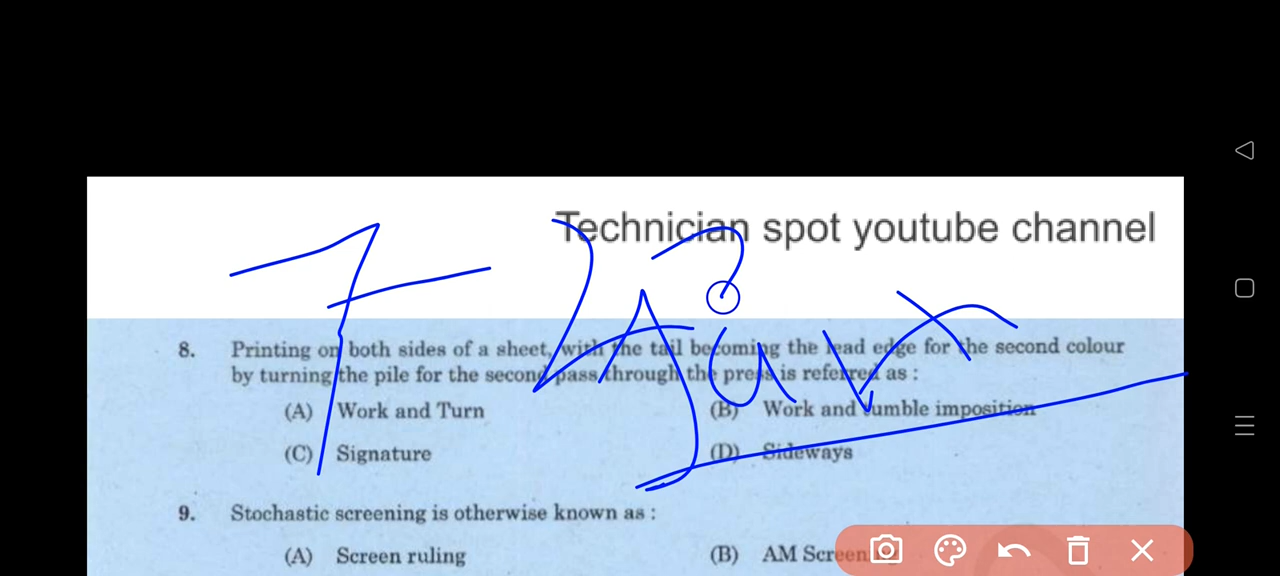 Technician spot youtube channel
8. Printing on both sides of a sheet, with the tail becoming the lead edge for the second colour
by turning the pile for the second pass through the press is referred as :
(A) Work and Turn (B) Work and tumble imposition
(C) Signature (D) Sideways
9. Stochastic screening is otherwise known as :
(A) Screen ruling (B) AM Screening